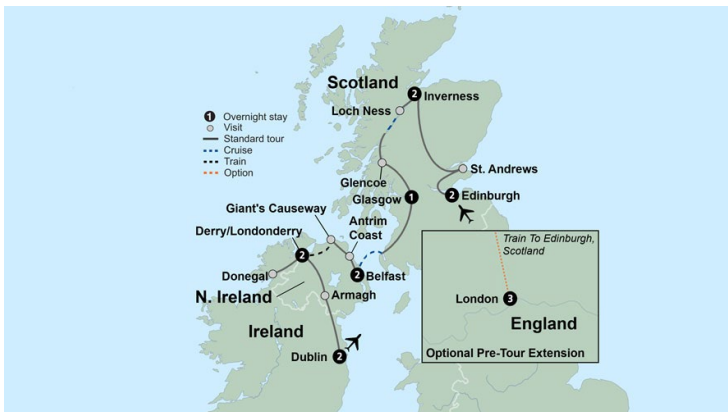 Scotland
2 Inverness
Loch Ness
1 Overnight stay
Visit
Standard tour
Cruise
Train
Option
St. Andrews
Glencoe
2 Edinburgh
Glasgow 1
Giant's Causeway
Antrim
Coast
Derry/Londonderry
2
Donegal
2
Belfast
N. Ireland
Armagh
Ireland
Dublin 2
Train To Edinburgh,
Scotland
London 3
England
Optional Pre-Tour Extension